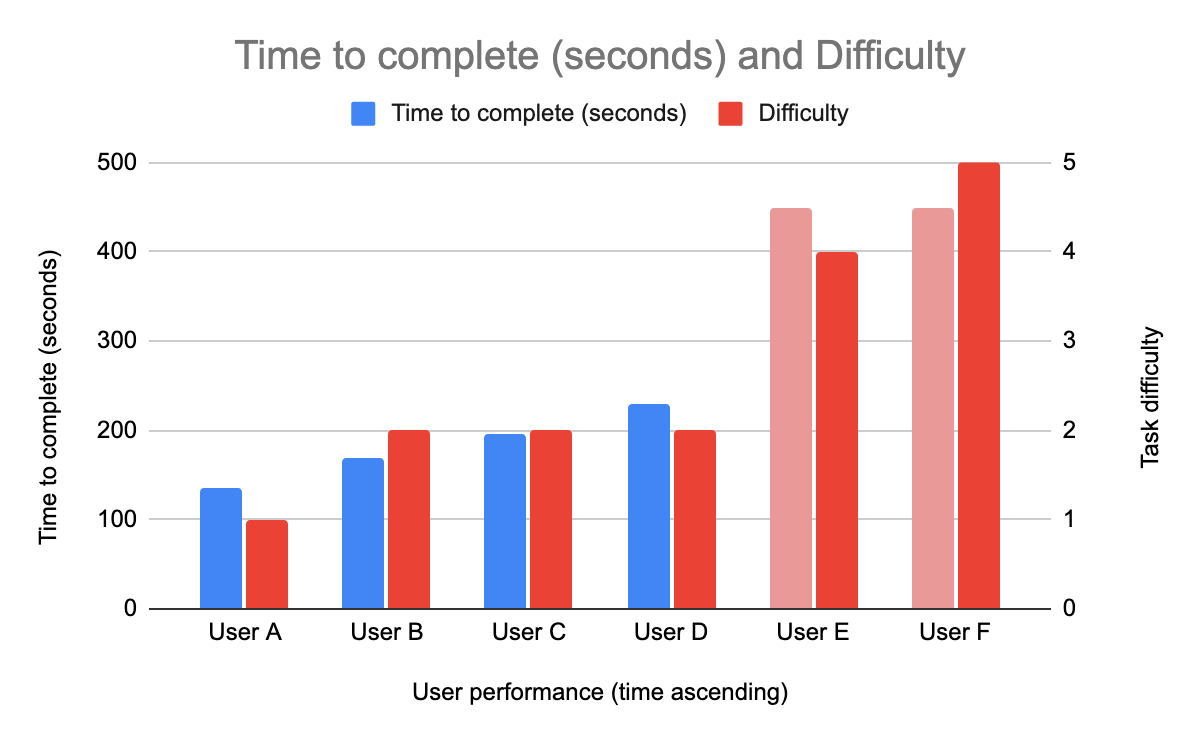 Time to complete (seconds) and Difficulty
Time to complete (seconds) Difficulty
Time to complete (seconds)
500
400
300
200
100
0
5
4
3
2
1
0
Task difficulty
User A User B User C User D User E User F
User performance (time ascending)